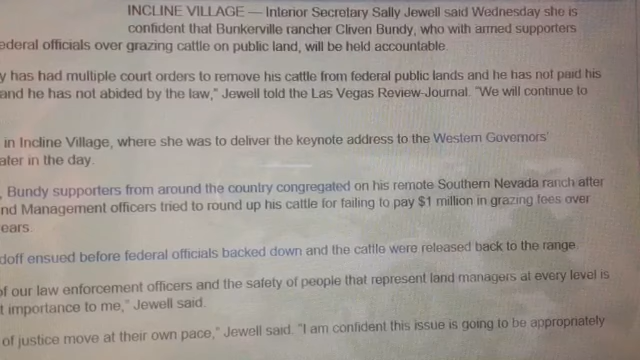 INCLINE VILLAGE — Interior Secretary Sally Jewell said Wednesday she is
confident that Bunkerville rancher Cliven Bundy, who with armed supporters
ederal officials over grazing cattle on public land, will be held accountable.
y has had multiple court orders to remove his cattle from federal public lands and he has not paid his
and he has not abided by the law," Jewell told the Las Vegas Review-Journal. "We will continue to
in Incline Village, where she was to deliver the keynote address to the Western Governors'
ater in the day.
, Bundy supporters from around the country congregated on his remote Southern Nevada ranch after
nd Management officers tried to round up his cattle for failing to pay $1 million in grazing fees over
ears.
doff ensued before federal officials backed down and the cattle were released back to the range.
of our law enforcement officers and the safety of people that represent land managers at every level is
t importance to me," Jewell said.
of justice move at their own pace," Jewell said. "I am confident this issue is going to be appropriately